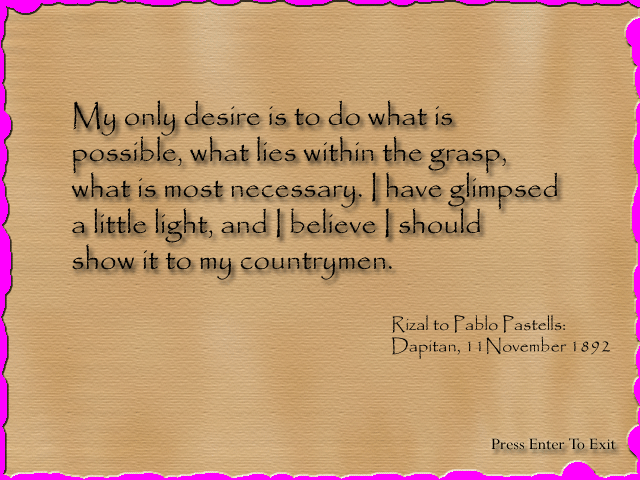 My only desire is to do what is
possible, what lies within the grasp,
what is most necessary. I have glimpsed
a little light, and I believe I should
show it to my countrymen.
Rizal to Pablo Pastells:
Dapitan, 11November 1892
Press Enter To Exit